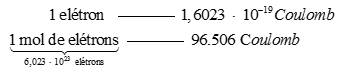 1 elétron ——— 1,6023 · 10⁻¹⁹ Coulomb
1 mol de elétrons ——— 96.506 Coulomb
6,023 · 10²³ elétrons